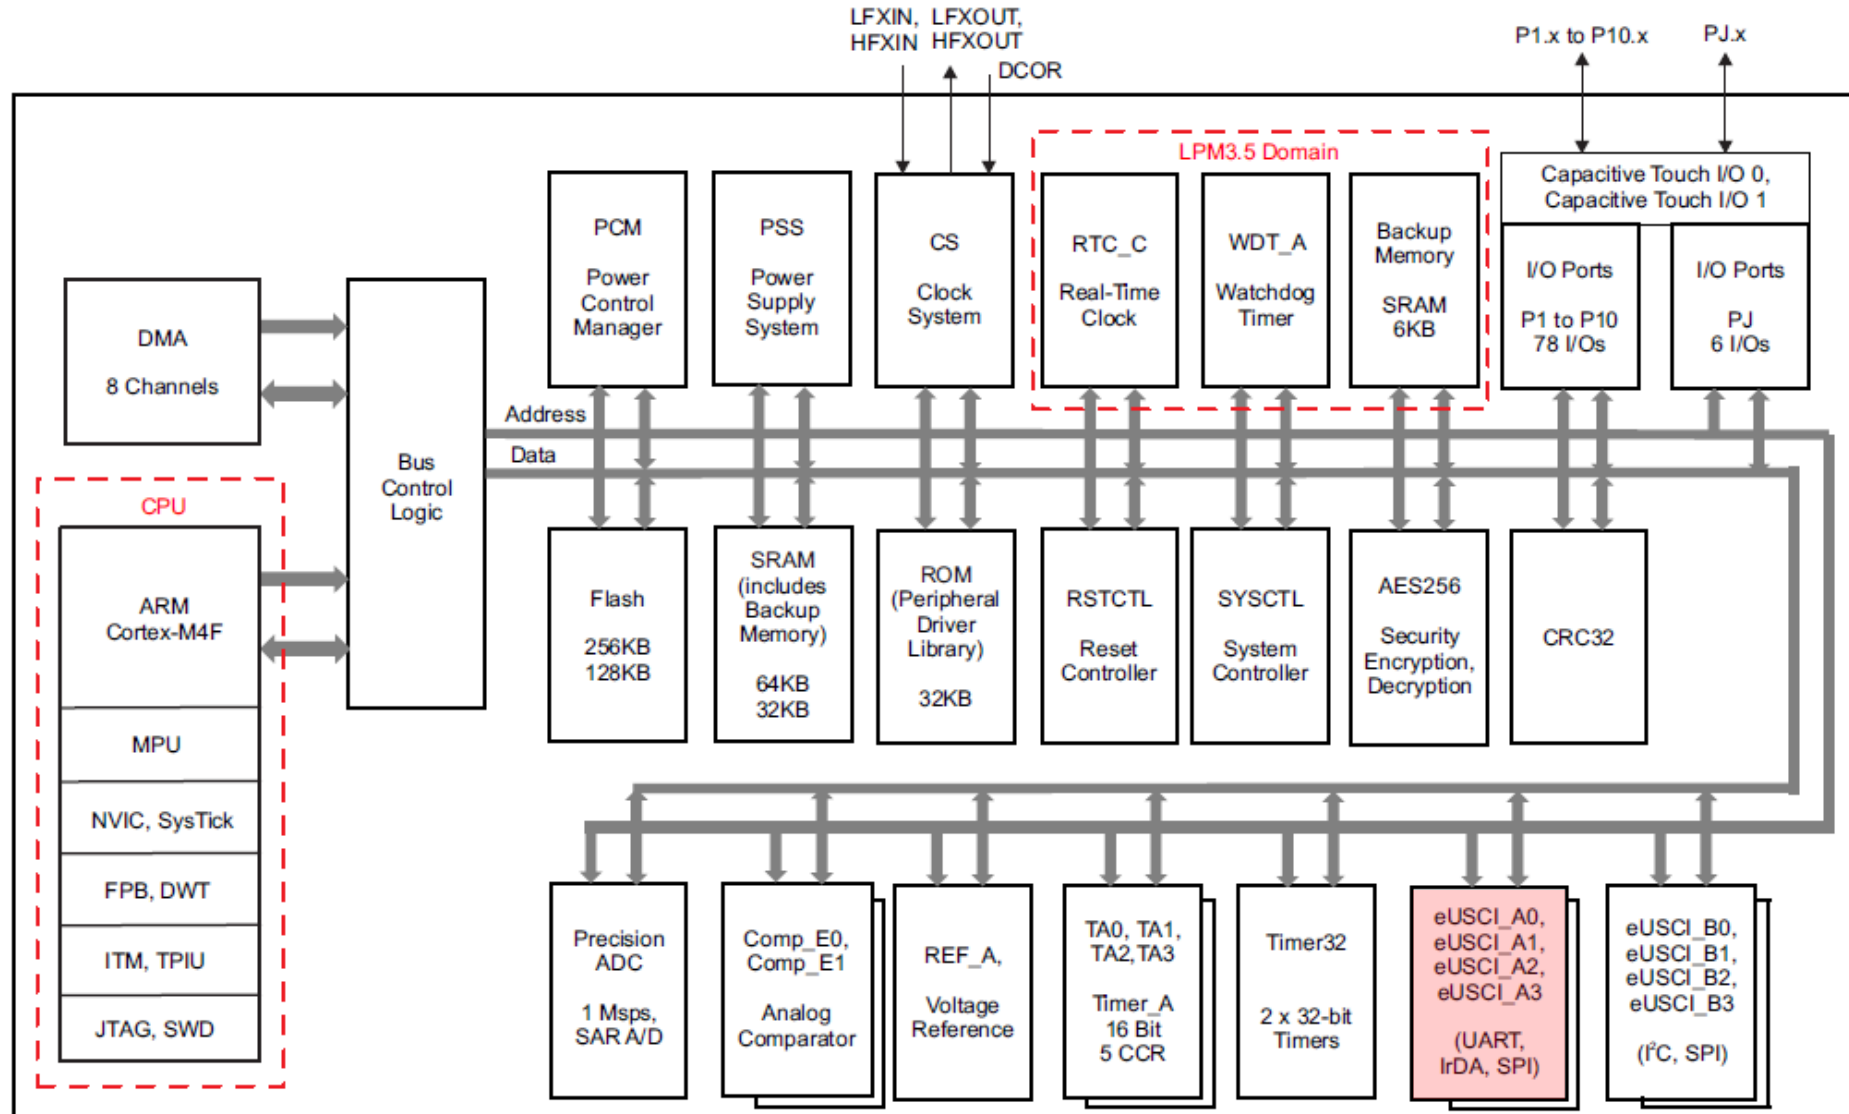 LFXIN, LFXOUT,
HFXIN HFXOUT
DCOR
P1.x to P10.x
PJ.x
LPM3.5 Domain
Capacitive Touch I/O 0,
Capacitive Touch I/O 1
PCM
Power
Control
Manager
PSS
Power
Supply
System
CS
Clock
System
RTC_C
Real-Time
Clock
WDT_A
Watchdog
Timer
Backup
Memory
SRAM
6KB
I/O Ports
P1 to P10
78 I/Os
I/O Ports
PJ
6 I/Os
DMA
8 Channels
Bus
Control
Logic
Address
Data
CPU
ARM
Cortex-M4F
MPU
NVIC, SysTick
FPB, DWT
ITM, TPIU
JTAG, SWD
Flash
256KB
128KB
SRAM
(includes
Backup
Memory)
64KB
32KB
ROM
(Peripheral
Driver
Library)
32KB
RSTCTL
Reset
Controller
SYSCTL
System
Controller
AES256
Security
Encryption,
Decryption
CRC32
Precision
ADC
1 Msps,
SAR A/D
Comp_E0,
Comp_E1
Analog
Comparator
REF_A,
Voltage
Reference
TA0, TA1,
TA2,TA3
Timer_A
16 Bit
5 CCR
Timer32
2 x 32-bit
Timers
eUSCI_A0,
eUSCI_A1,
eUSCI_A2,
eUSCI_A3
(UART,
IrDA, SPI)
eUSCI_B0,
eUSCI_B1,
eUSCI_B2,
eUSCI_B3
(I²C, SPI)